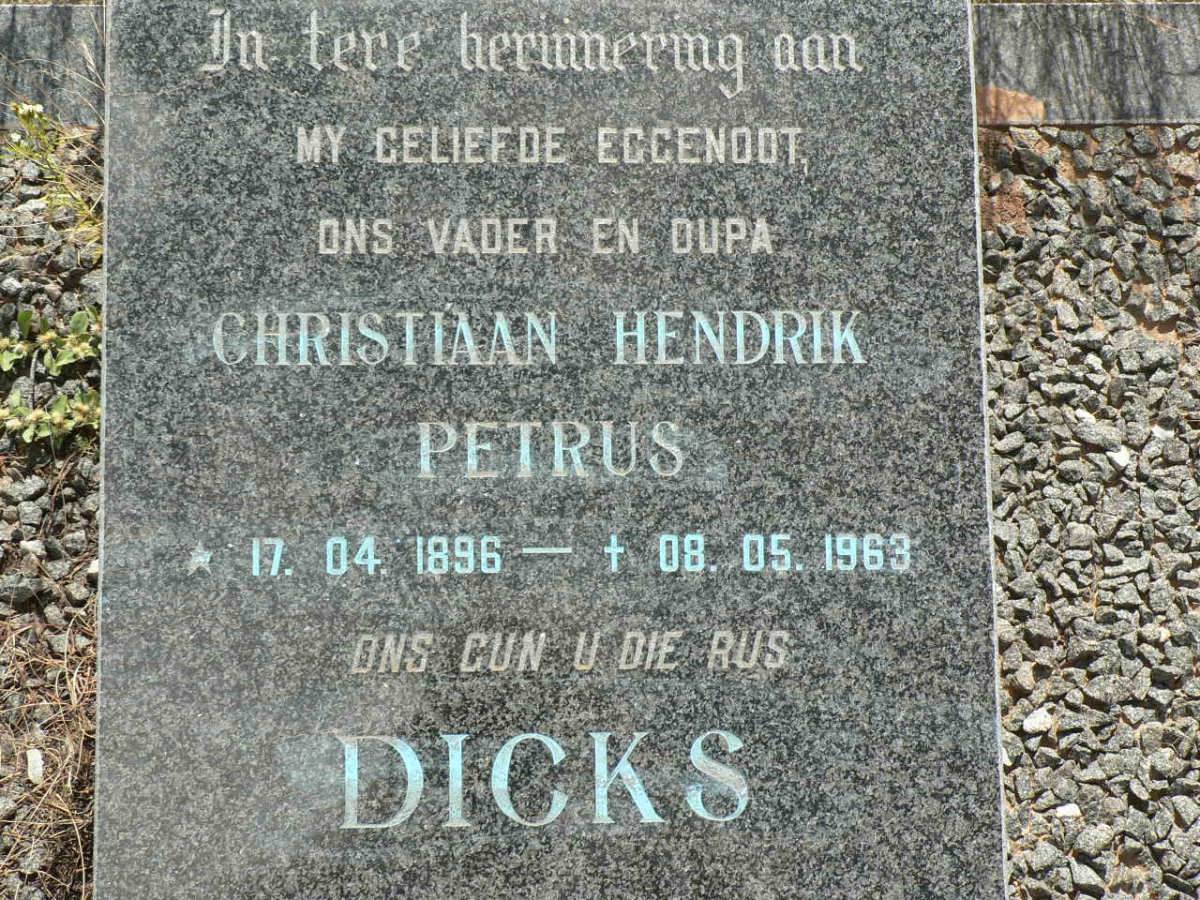 In tere herinnering aan
MY GELIEFDE EGGENOOT,
ONS VADER EN OUPA
CHRISTIAAN HENDRIK
PETRUS
★ 17. 04. 1896 — † 08. 05. 1963
ONS GUN U DIE RUS
DICKS